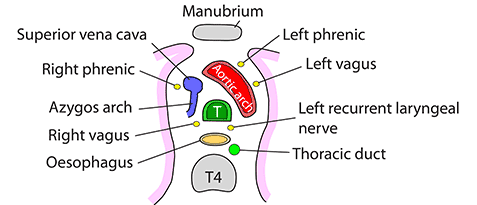 Manubrium
Superior vena cava
Left phrenic
Right phrenic
Left vagus
Aortic arch
Azygos arch
T
Left recurrent laryngeal
nerve
Right vagus
Oesophagus
Thoracic duct
T4